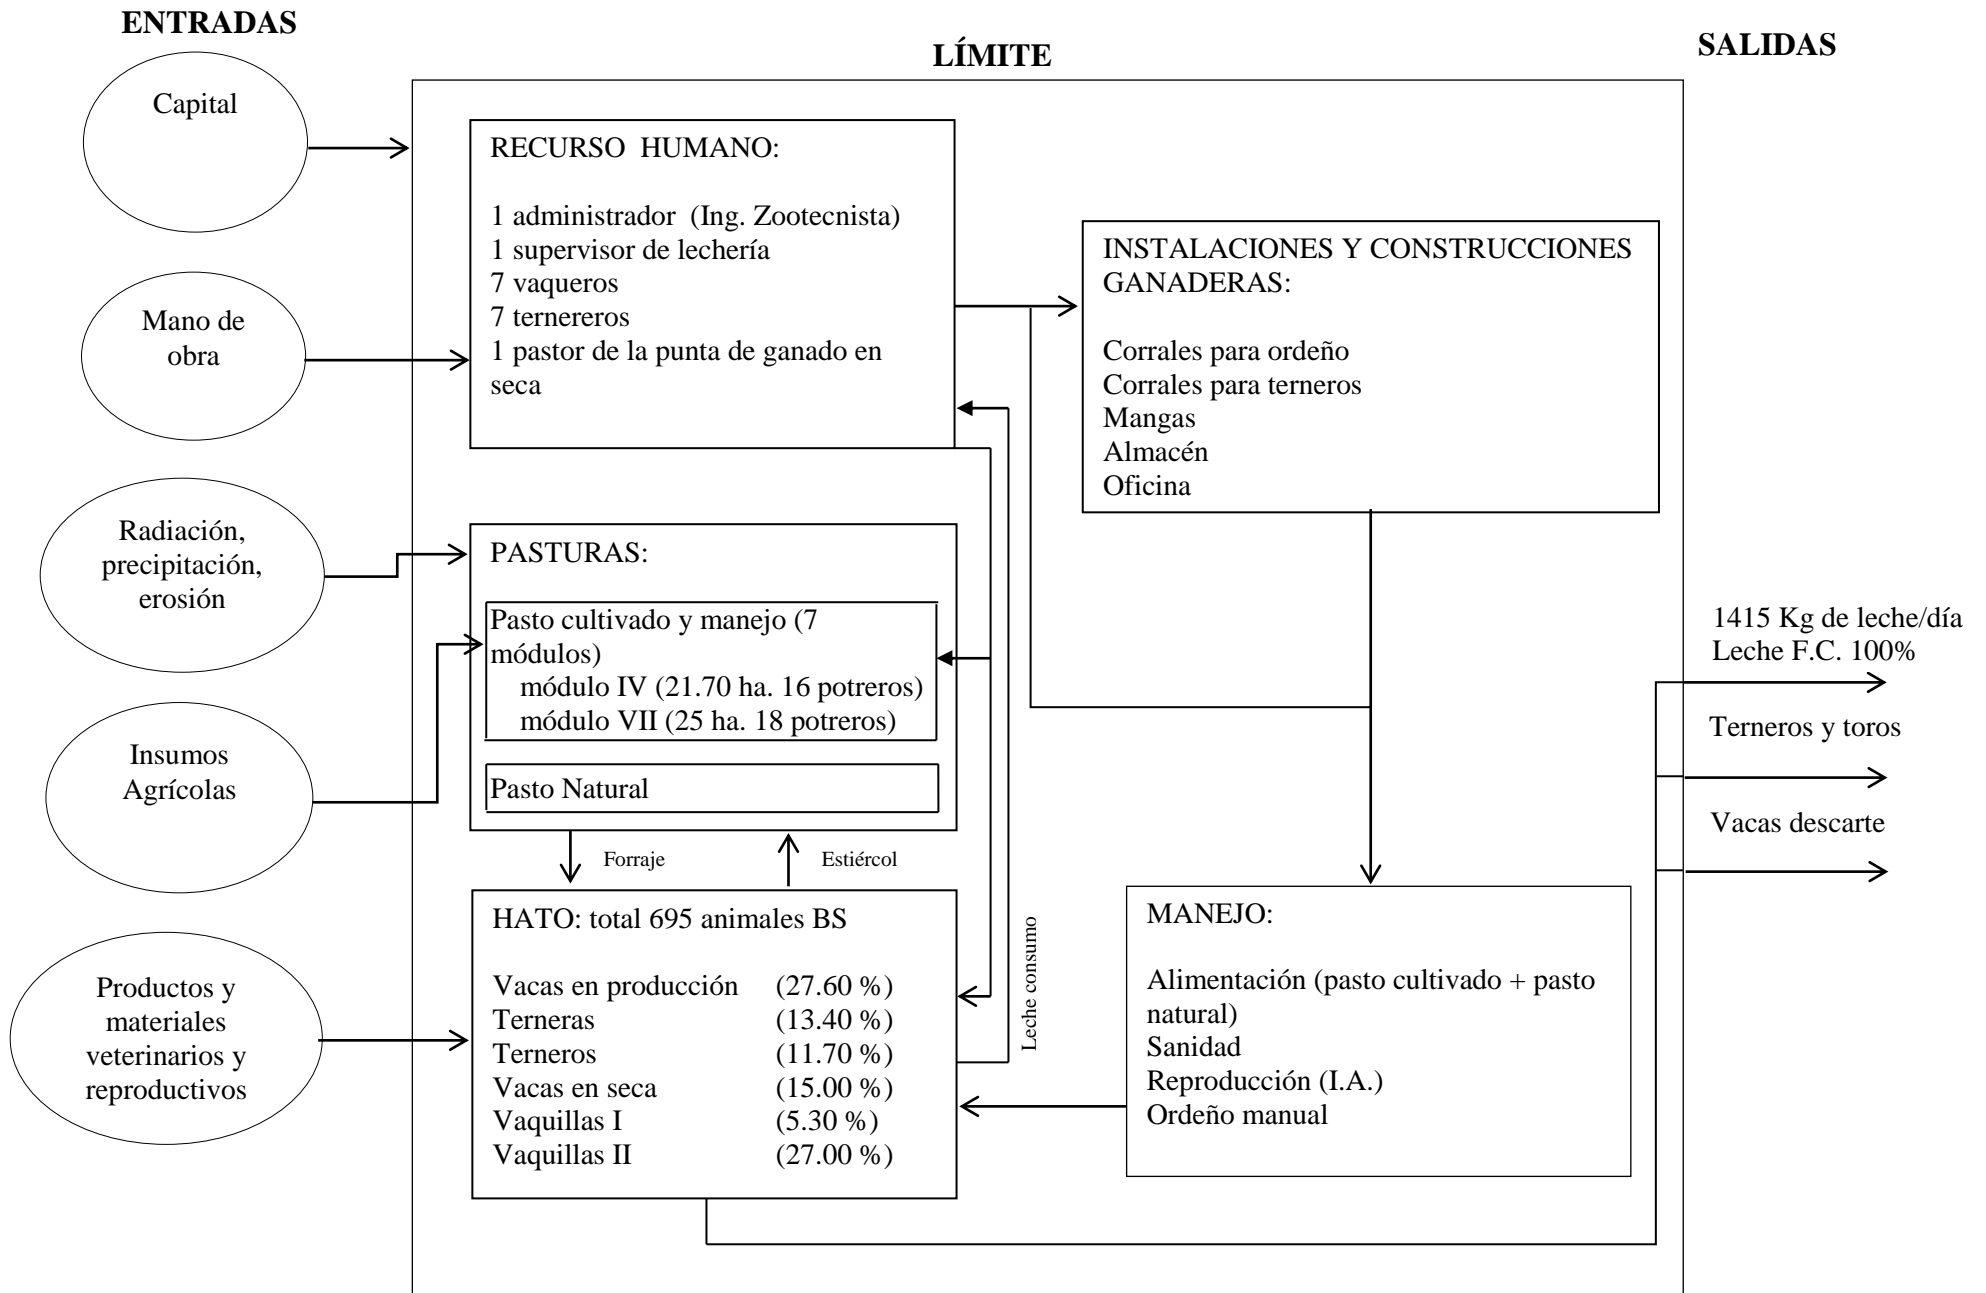 ENTRADAS
LÍMITE
SALIDAS
Capital
Mano de
obra
Radiación,
precipitación,
erosión
Insumos
Agrícolas
Productos y
materiales
veterinarios y
reproductivos
RECURSO HUMANO:
1 administrador (Ing. Zootecnista)
1 supervisor de lechería
7 vaqueros
7 ternereros
1 pastor de la punta de ganado en
seca
PASTURAS:
Pasto cultivado y manejo (7
módulos)
módulo IV (21.70 ha. 16 potreros)
módulo VII (25 ha. 18 potreros)
Pasto Natural
Forraje
Estiércol
HATO: total 695 animales BS
Vacas en producción (27.60 %)
Terneras (13.40 %)
Terneros (11.70 %)
Vacas en seca (15.00 %)
Vaquillas I (5.30 %)
Vaquillas II (27.00 %)
Leche consumo
INSTALACIONES Y CONSTRUCCIONES
GANADERAS:
Corrales para ordeño
Corrales para terneros
Mangas
Almacén
Oficina
MANEJO:
Alimentación (pasto cultivado + pasto
natural)
Sanidad
Reproducción (I.A.)
Ordeño manual
1415 Kg de leche/día
Leche F.C. 100%
Terneros y toros
Vacas descarte